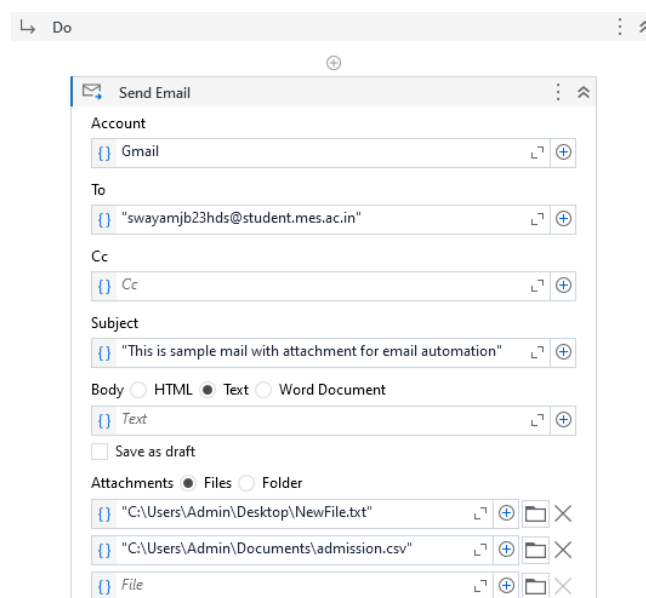 Do
Send Email
Account
{} Gmail
To
{} "swayamjb23hds@student.mes.ac.in"
Cc
{} Cc
Subject
{} "This is sample mail with attachment for email automation"
Body HTML Text Word Document
{} Text
Save as draft
Attachments Files Folder
{} "C:\Users\Admin\Desktop\NewFile.txt"
{} "C:\Users\Admin\Documents\admission.csv"
{} File